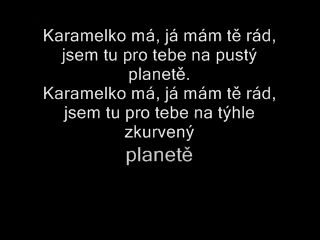 Karamelko má, já mám tě rád,
jsem tu pro tebe na pustý
planetě.
Karamelko má, já mám tě rád,
jsem tu pro tebe na týhle
zkurvený
planetě